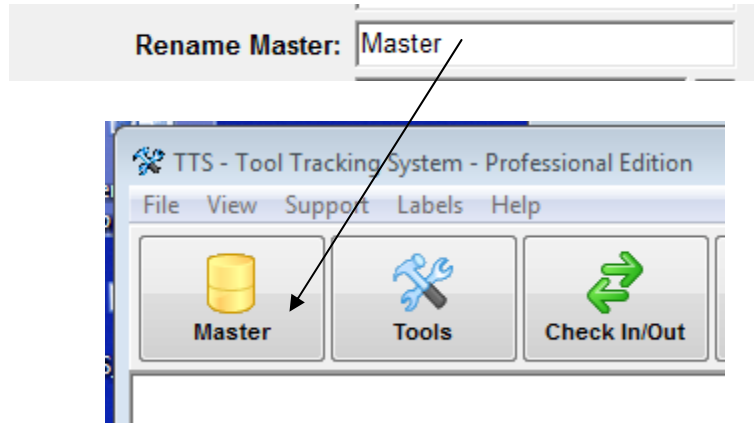 Rename Master: Master
TTS - Tool Tracking System - Professional Edition
File View Support Labels Help
Master Tools Check In/Out